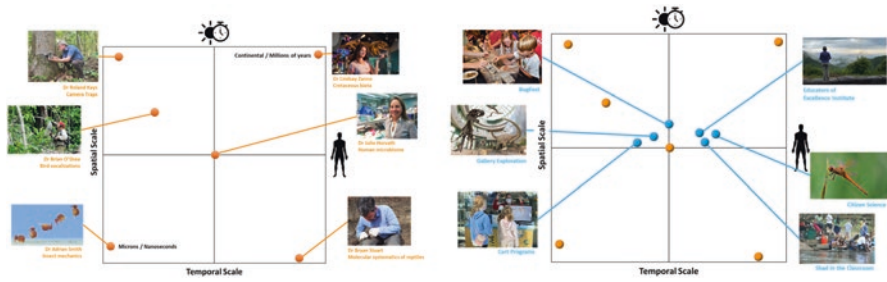 Continental / Millions of years
Dr Roland Kays
Camera Traps
Dr Lindsay Zanno
Cretaceous biota
Dr Julie Horvath
Human microbiome
Dr Brian O'Shea
Bird vocalizations
Spatial Scale
Dr Adrian Smith
Insect mechanics
Microns / Nanoseconds
Dr Bryan Stuart
Molecular systematics of reptiles
Temporal Scale
BugFest
Educators of
Excellence Institute
Gallery Exploration
Spatial Scale
Citizen Science
Cart Programs
Shad in the Classroom
Temporal Scale